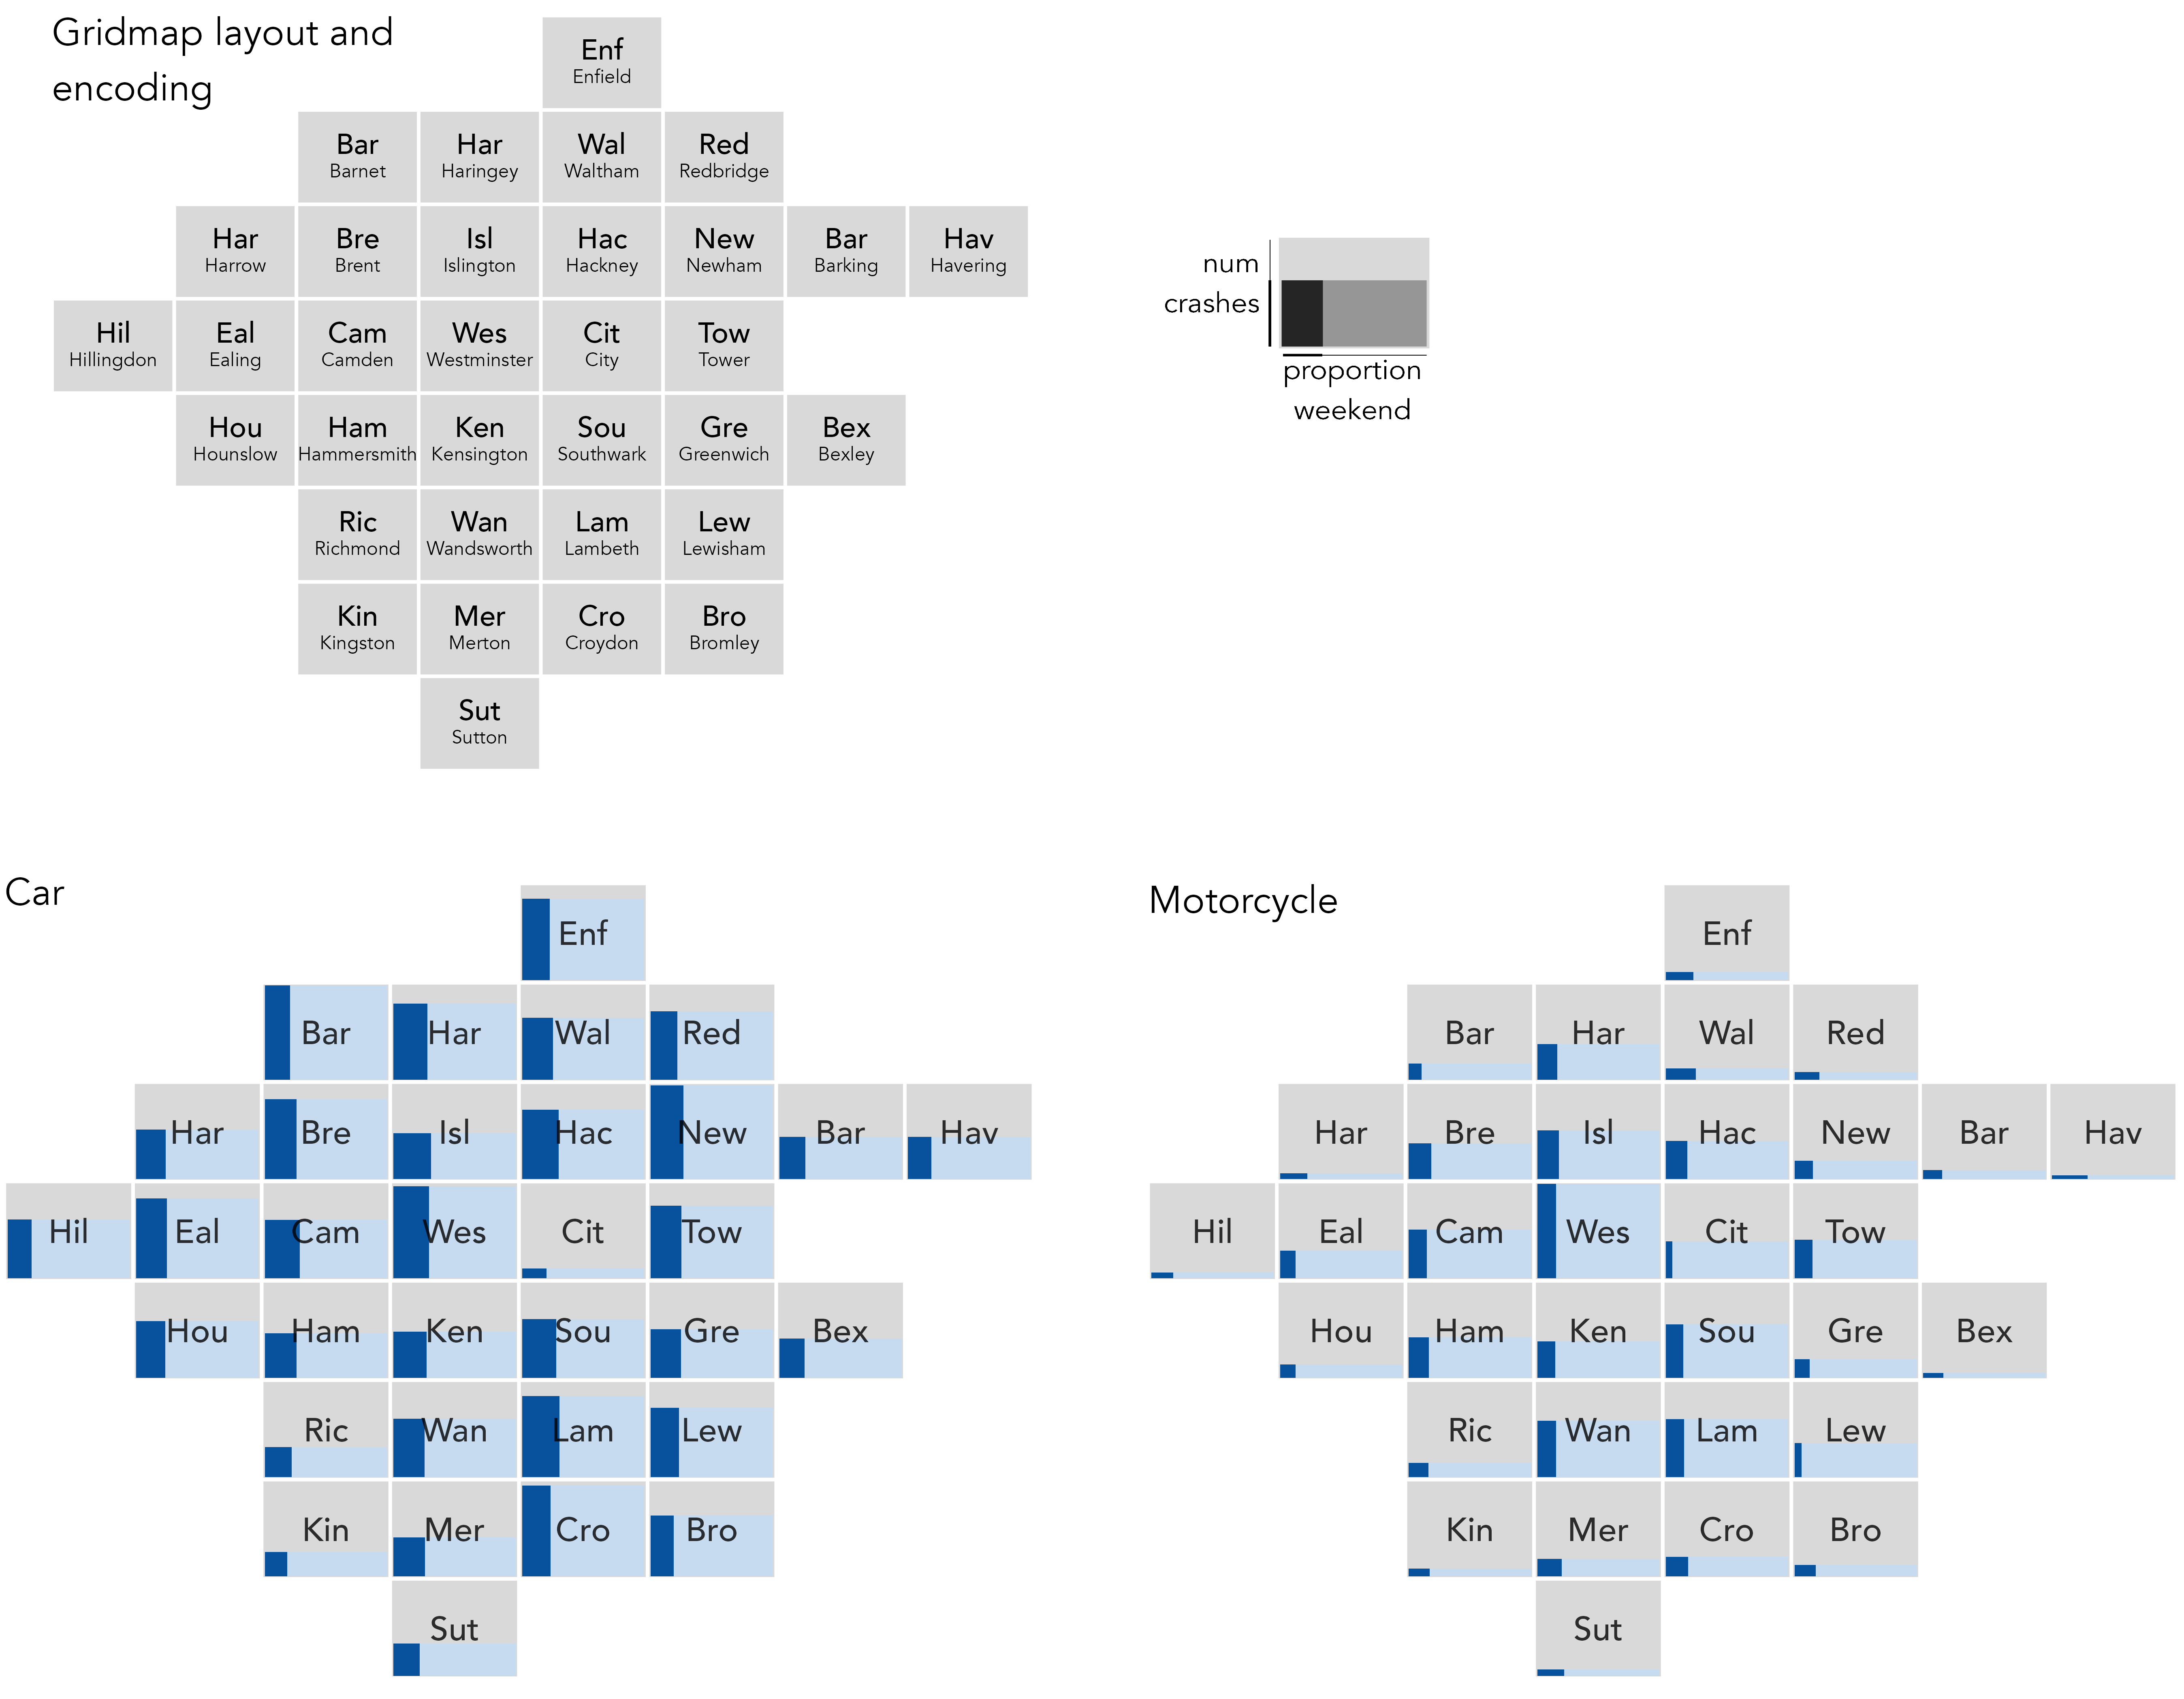 Gridmap layout and
encoding
Enf
Enfield
Bar Har Wal Red
Barnet Haringey Waltham Redbridge
Har Bre Isl Hac New Bar Hav
Harrow Brent Islington Hackney Newham Barking Havering
Hil Eal Cam Wes Cit Tow
Hillingdon Ealing Camden Westminster City Tower
Hou Ham Ken Sou Gre Bex
Hounslow Hammersmith Kensington Southwark Greenwich Bexley
Ric Wan Lam Lew
Richmond Wandsworth Lambeth Lewisham
Kin Mer Cro Bro
Kingston Merton Croydon Bromley
Sut
Sutton
num
crashes
proportion
weekend
Car
Enf
Bar Har Wal Red
Har Bre Isl Hac New Bar Hav
Hil Eal Cam Wes Cit Tow
Hou Ham Ken Sou Gre Bex
Ric Wan Lam Lew
Kin Mer Cro Bro
Sut
Motorcycle
Enf
Bar Har Wal Red
Har Bre Isl Hac New Bar Hav
Hil Eal Cam Wes Cit Tow
Hou Ham Ken Sou Gre Bex
Ric Wan Lam Lew
Kin Mer Cro Bro
Sut